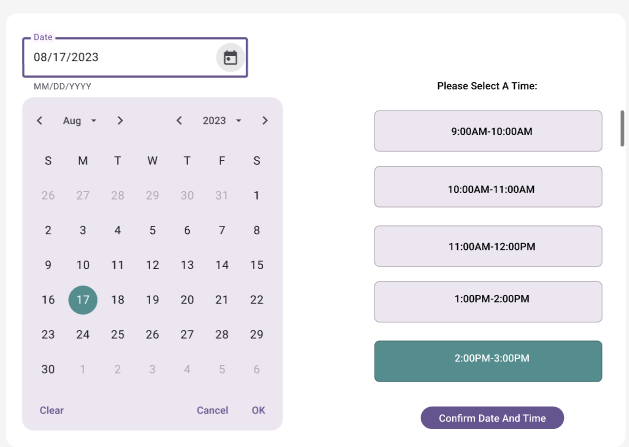 Date
08/17/2023
MM/DD/YYYY
Aug 2023
S M T W T F S
26 27 28 29 30 31 1
2 3 4 5 6 7 8
9 10 11 12 13 14 15
16 17 18 19 20 21 22
23 24 25 26 27 28 29
30 1 2 3 4 5 6
Clear Cancel OK
Please Select A Time:
9:00AM-10:00AM
10:00AM-11:00AM
11:00AM-12:00PM
1:00PM-2:00PM
2:00PM-3:00PM
Confirm Date And Time